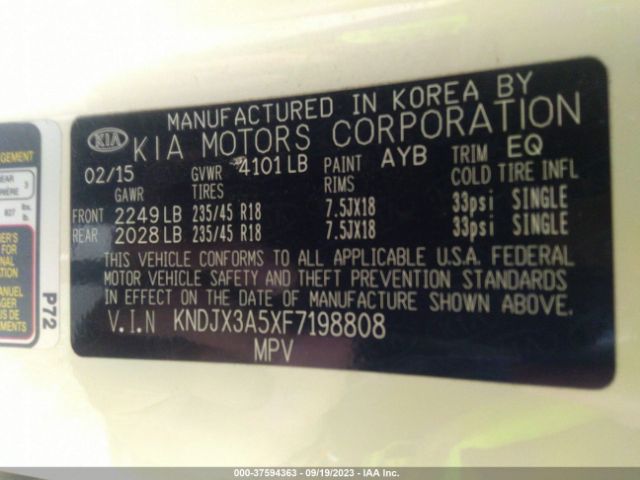 MANUFACTURED IN KOREA BY
KIA KIA MOTORS CORPORATION
02/15 GVWR 4101LB PAINT AYB TRIM EQ
GAWR TIRES RIMS COLD TIRE INFL
FRONT 2249LB 235/45 R18 7.5JX18 33psi SINGLE
REAR 2028LB 235/45 R18 7.5JX18 33psi SINGLE
THIS VEHICLE CONFORMS TO ALL APPLICABLE U.S.A. FEDERAL
MOTOR VEHICLE SAFETY AND THEFT PREVENTION STANDARDS
IN EFFECT ON THE DATE OF MANUFACTURE SHOWN ABOVE.
V.I.N KNDJX3A5XF7198808
MPV
P72
000-37594363 - 09/19/2023 - IAA Inc.